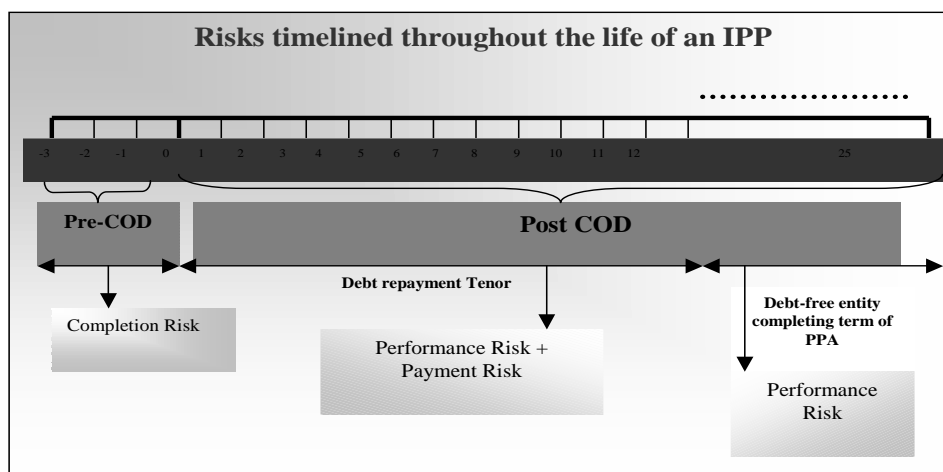 Risks timelined throughout the life of an IPP
-3 -2 -1 0 1 2 3 4 5 6 7 8 9 10 11 12 25
Pre-COD
Post COD
Debt repayment Tenor
Completion Risk
Performance Risk +
Payment Risk
Debt-free entity
completing term of
PPA
Performance
Risk